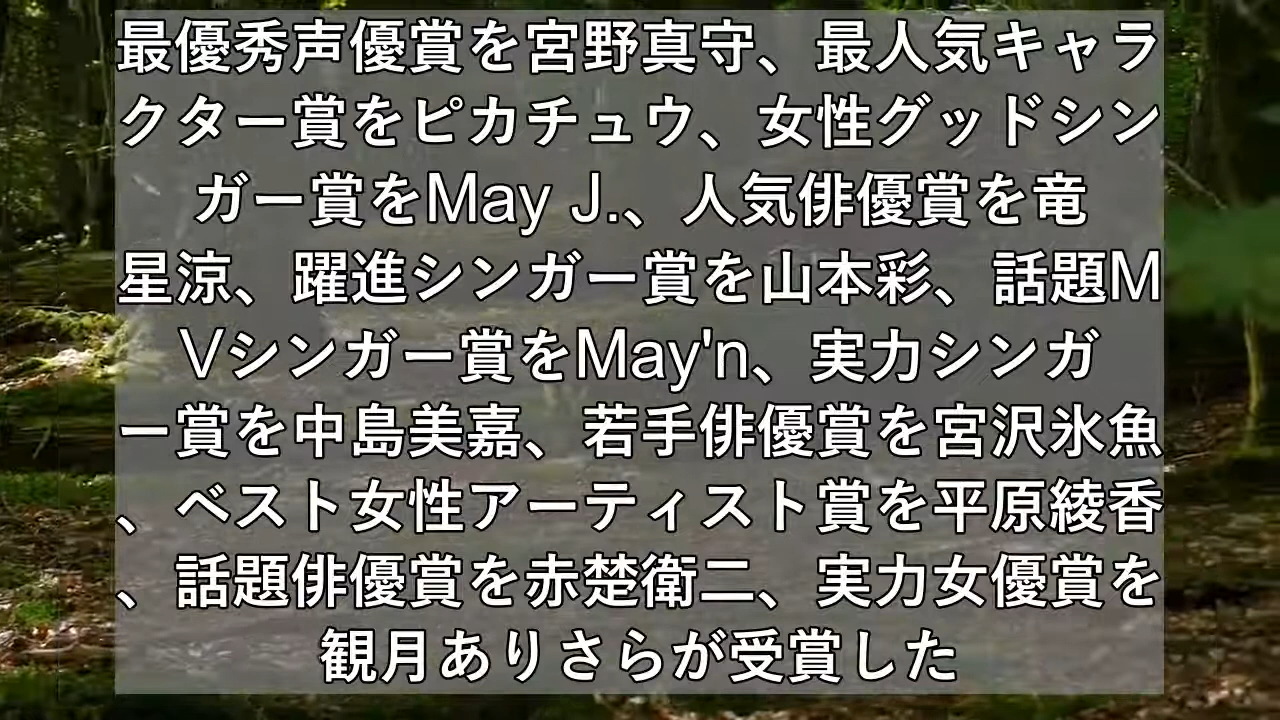 最優秀声優賞を宮野真守、最人気キャラ
クター賞をピカチュウ、女性グッドシン
ガー賞をMay J.、人気俳優賞を竜
星涼、躍進シンガー賞を山本彩、話題M
Vシンガー賞をMay'n、実力シンガ
ー賞を中島美嘉、若手俳優賞を宮沢氷魚
、ベスト女性アーティスト賞を平原綾香
、話題俳優賞を赤楚衛二、実力女優賞を
観月ありさらが受賞した